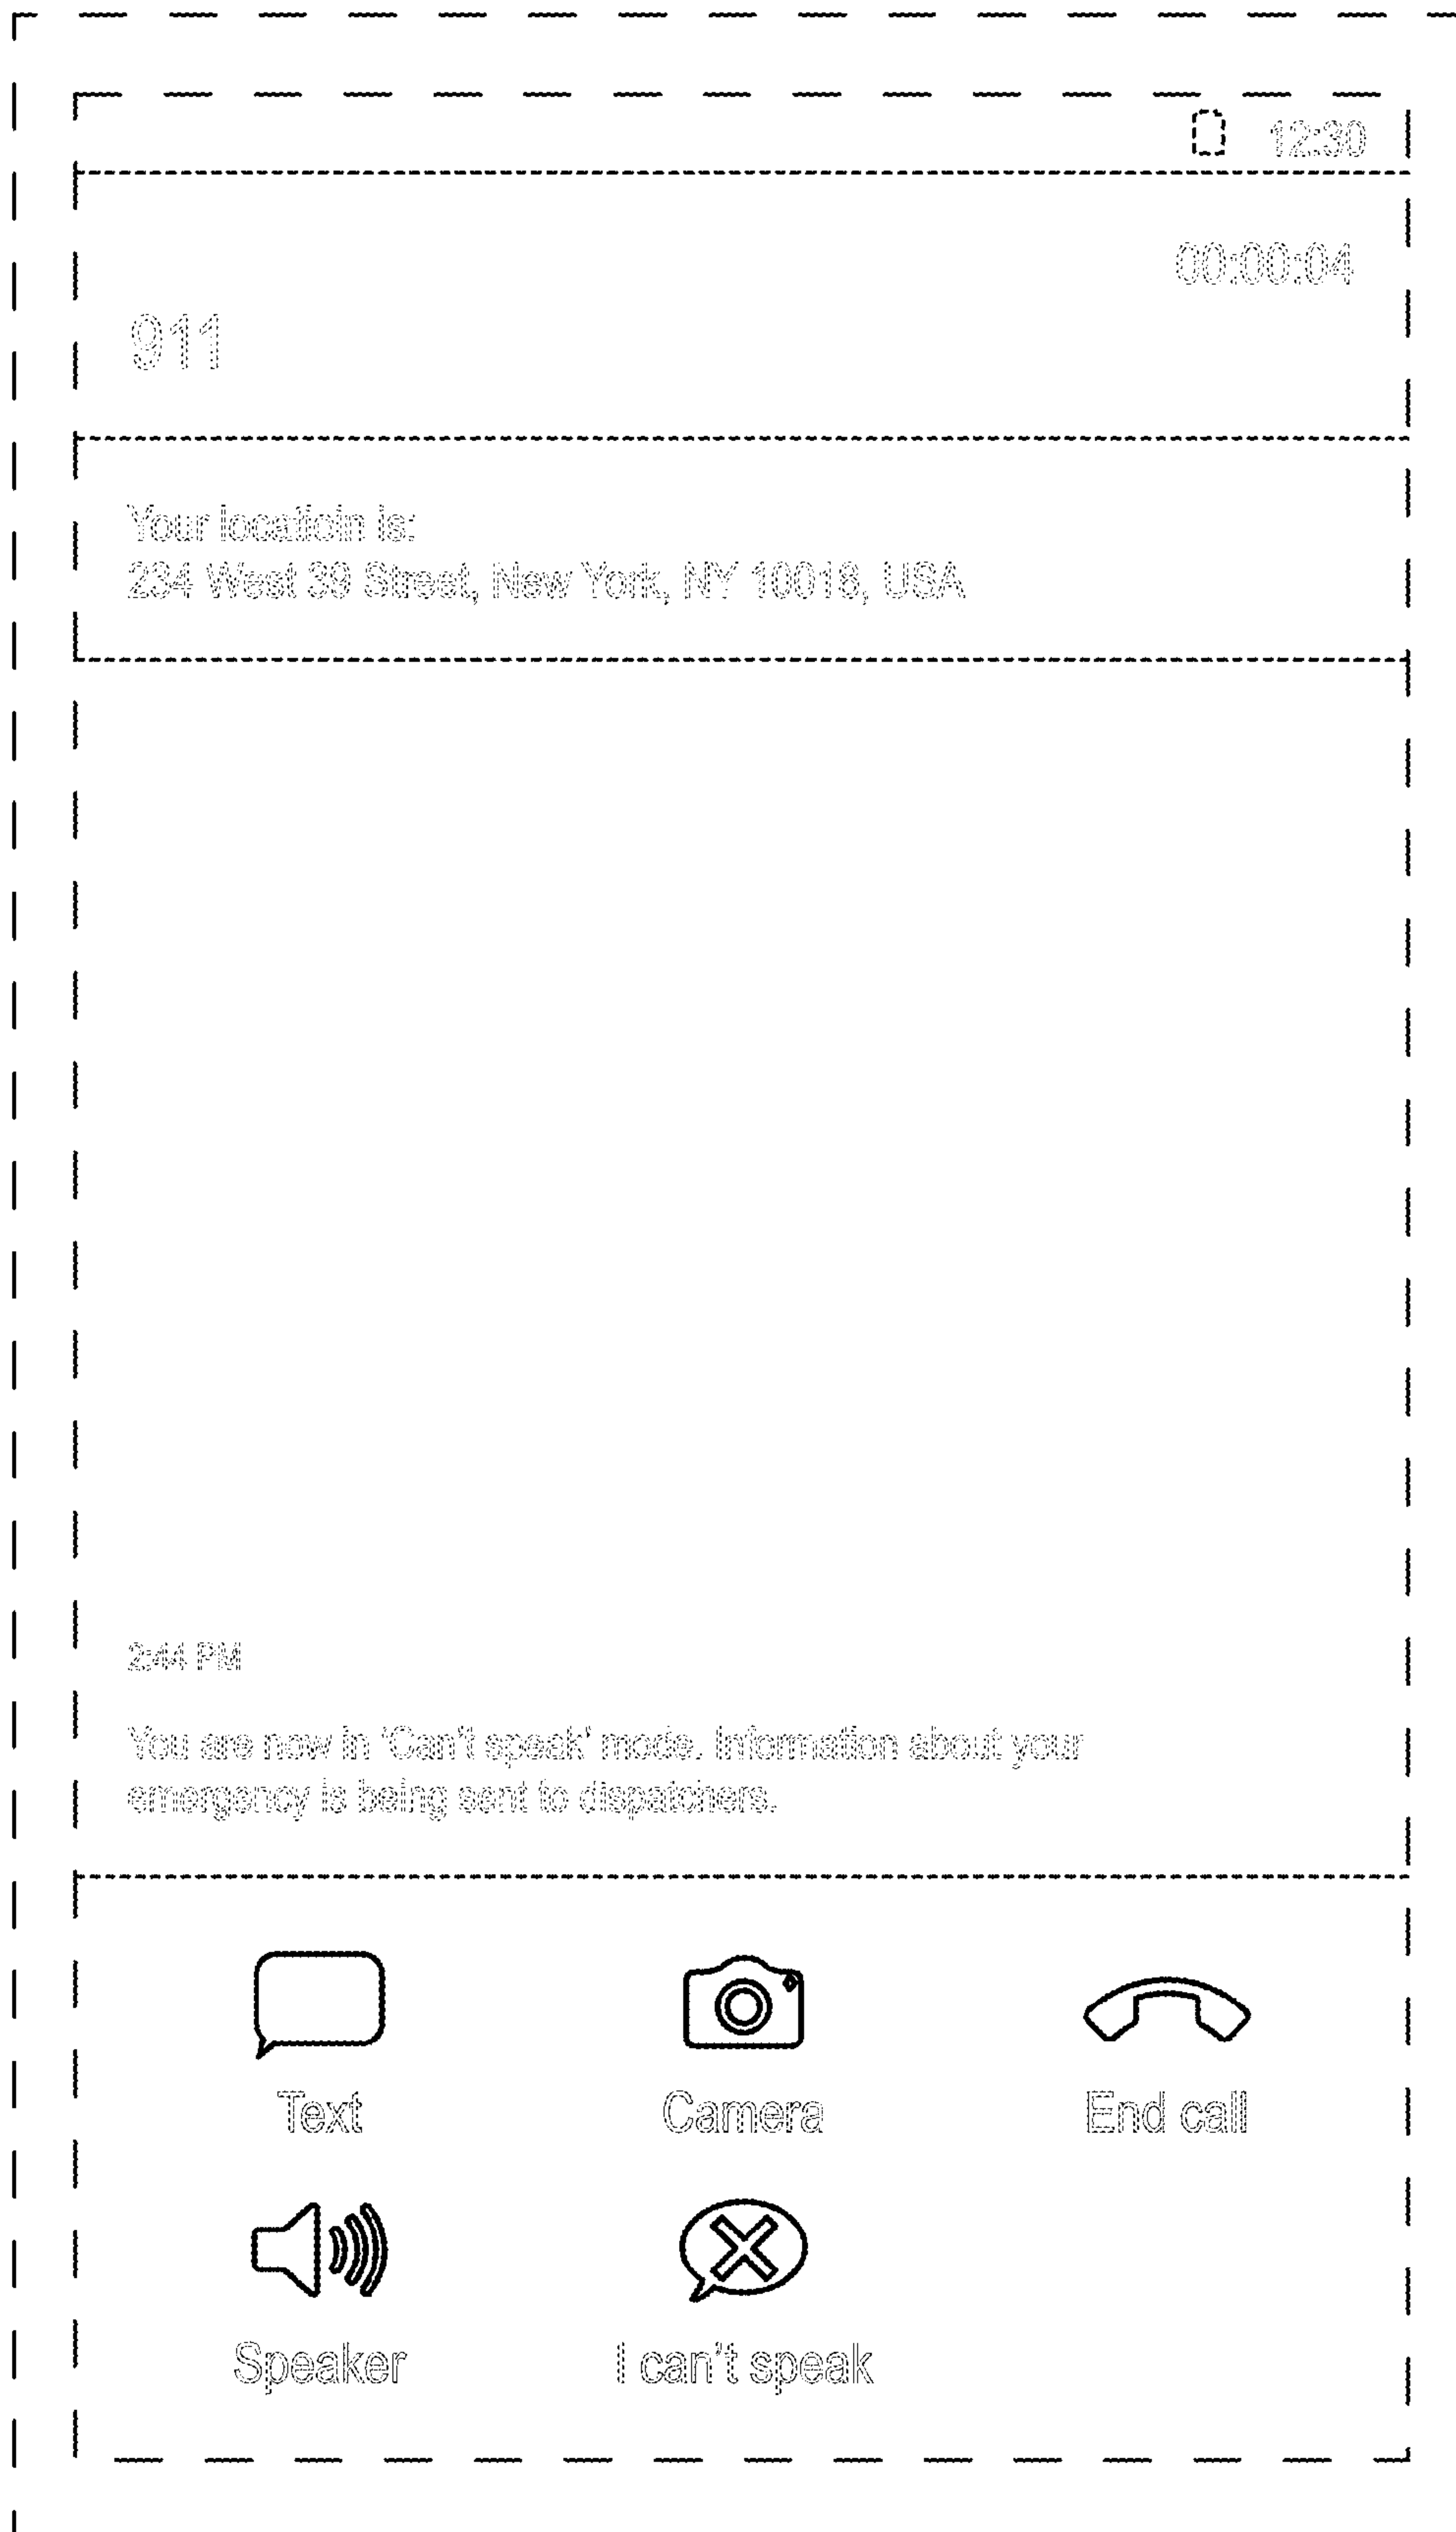 12:30
00:00:04
911
Your locatioin is:
234 West 39 Street, New York, NY 10018, USA
2:44 PM
You are now in 'Can't speak' mode. Information about your
emergency is being sent to dispatchers.
Text Camera End call
Speaker I can't speak